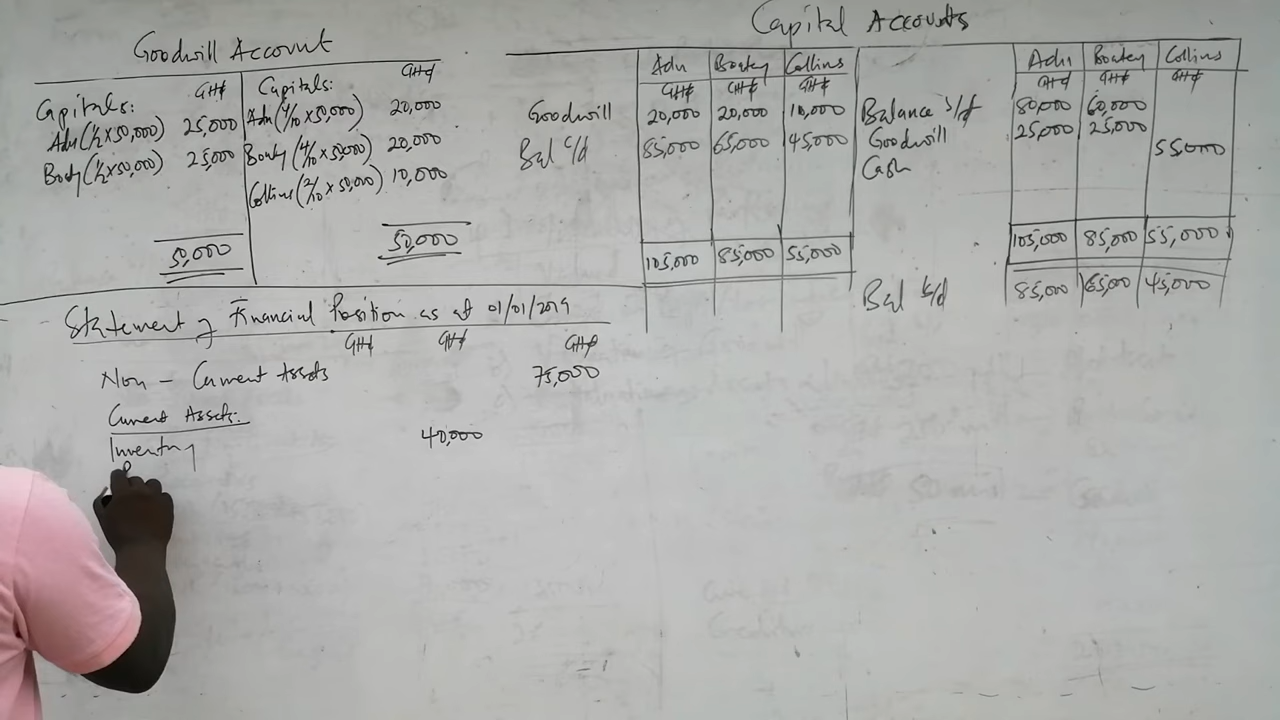 Goodwill Account
GH¢ GH¢
Capitals: Capitals:
Adu (1/2 x 50,000) 25,000 Adu (4/10 x 50,000) 20,000
Body (1/2 x 50,000) 25,000 Boaty (4/10 x 50,000) 20,000
Collins (2/10 x 50,000) 10,000
50,000 50,000
Capital Accounts
Adu Boatey Collins Adu Boatey Collins
GH¢ GH¢ GH¢ GH¢ GH¢ GH¢
Goodwill 20,000 20,000 10,000 Balance b/d 80,000 60,000
Bal c/d 85,000 65,000 45,000 Goodwill 25,000 25,000
Cash 55,000
105,000 85,000 55,000 105,000 85,000 55,000
Bal b/d 85,000 65,000 45,000
Statement of Financial Position as at 01/01/2019
GH¢ GH¢ GH¢
Non - Current Assets 75,000
Current Assets:
Inventory 40,000